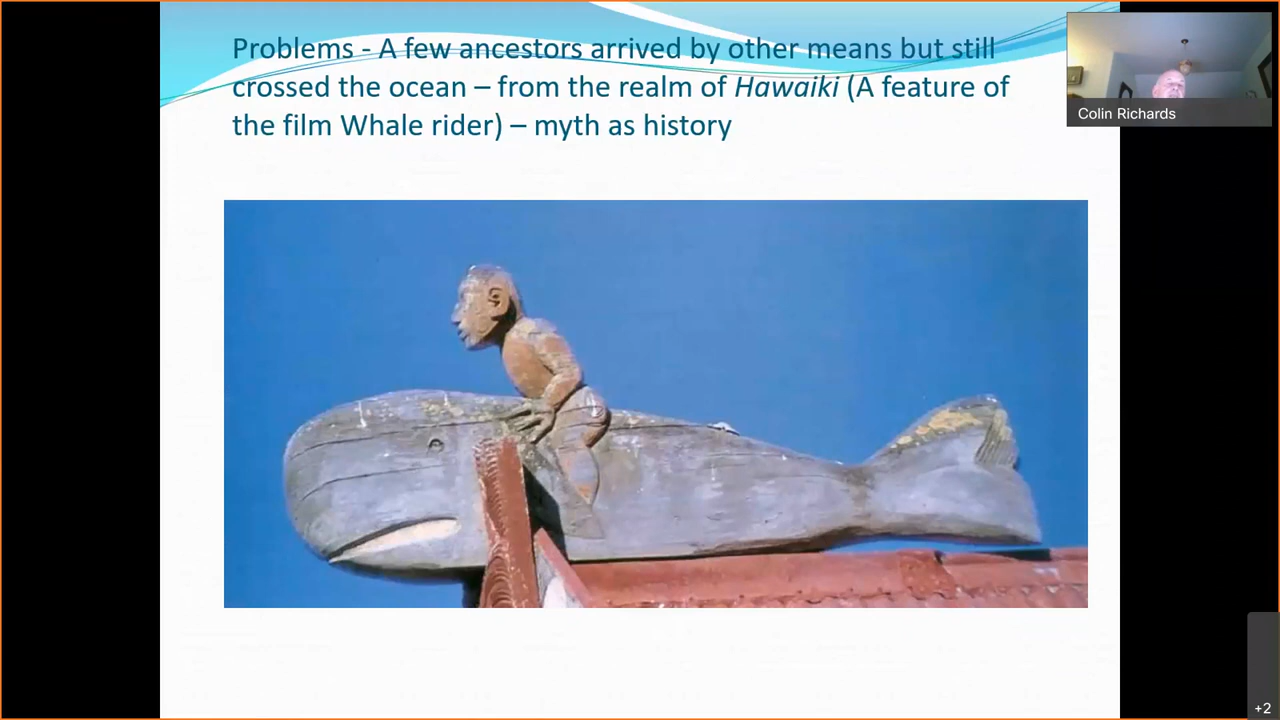 Problems - A few ancestors arrived by other means but still
crossed the ocean – from the realm of Hawaiki (A feature of
the film Whale rider) – myth as history
Colin Richards
+2